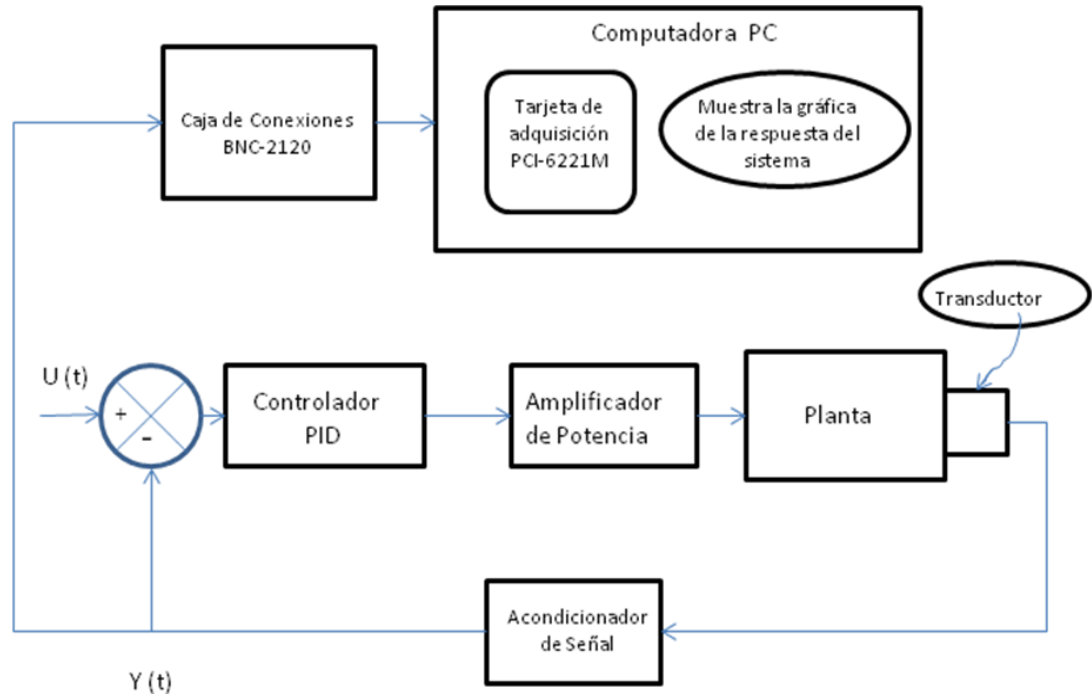 Computadora PC
Caja de Conexiones
BNC-2120
Tarjeta de
adquisición
PCI-6221M
Muestra la gráfica
de la respuesta del
sistema
Transductor
U (t)
+
-
Controlador
PID
Amplificador
de Potencia
Planta
Acondicionador
de Señal
Y (t)